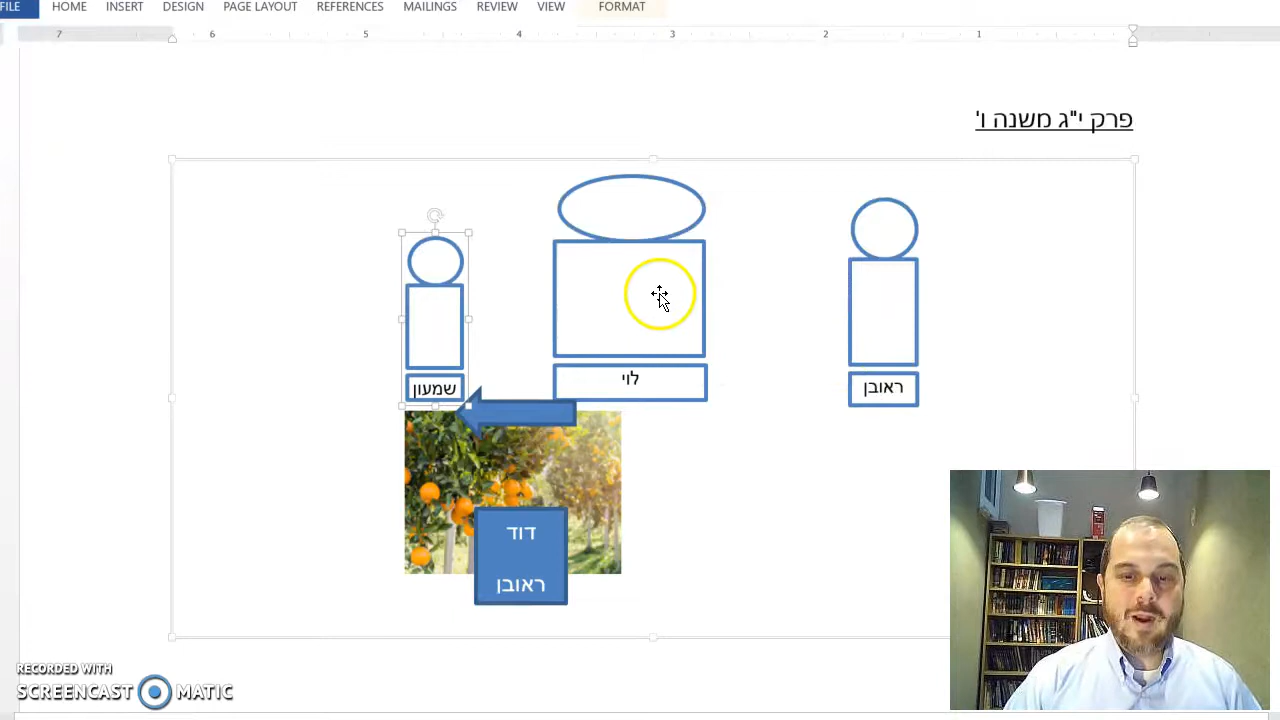 FILE HOME INSERT DESIGN PAGE LAYOUT REFERENCES MAILINGS REVIEW VIEW FORMAT
7 6 5 4 3 2 1
פרק י"ג משנה ו'
שמעון
לוי
ראובן
דוד
ראובן
RECORDED WITH
SCREENCAST MATIC